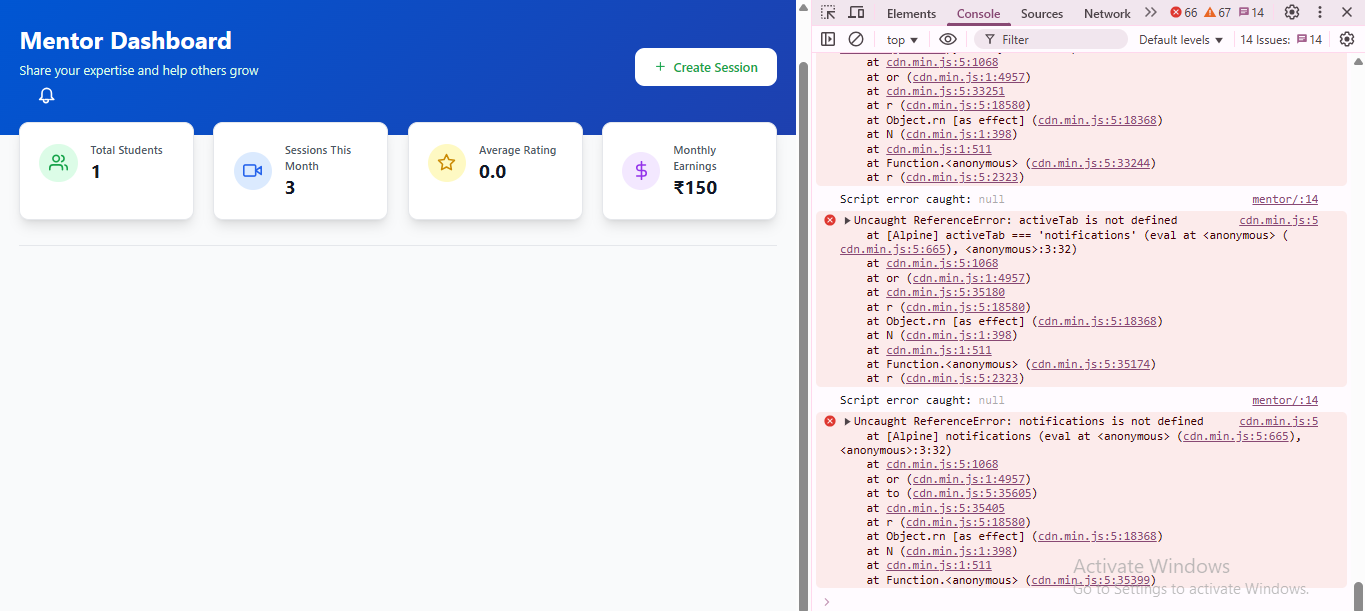 Mentor Dashboard
Share your expertise and help others grow
+ Create Session
Total Students
1
Sessions This
Month
3
Average Rating
0.0
Monthly
Earnings
₹150
Elements Console Sources Network 66 67 14
top ▼ Filter Default levels ▼ 14 Issues: 14
at cdn.min.js:5:1068
at or (cdn.min.js:1:4957)
at cdn.min.js:5:33251
at r (cdn.min.js:5:18580)
at Object.rn [as effect] (cdn.min.js:5:18368)
at N (cdn.min.js:1:398)
at cdn.min.js:1:511
at Function.<anonymous> (cdn.min.js:5:33244)
at r (cdn.min.js:5:2323)
Script error caught: null mentor/:14
▶Uncaught ReferenceError: activeTab is not defined cdn.min.js:5
at [Alpine] activeTab === 'notifications' (eval at <anonymous> (
cdn.min.js:5:665), <anonymous>:3:32)
at cdn.min.js:5:1068
at or (cdn.min.js:1:4957)
at cdn.min.js:5:35180
at r (cdn.min.js:5:18580)
at Object.rn [as effect] (cdn.min.js:5:18368)
at N (cdn.min.js:1:398)
at cdn.min.js:1:511
at Function.<anonymous> (cdn.min.js:5:35174)
at r (cdn.min.js:5:2323)
Script error caught: null mentor/:14
▶Uncaught ReferenceError: notifications is not defined cdn.min.js:5
at [Alpine] notifications (eval at <anonymous> (cdn.min.js:5:665),
<anonymous>:3:32)
at cdn.min.js:5:1068
at or (cdn.min.js:1:4957)
at to (cdn.min.js:5:35605)
at cdn.min.js:5:35405
at r (cdn.min.js:5:18580)
at Object.rn [as effect] (cdn.min.js:5:18368)
at N (cdn.min.js:1:398)
at cdn.min.js:1:511
at Function.<anonymous> (cdn.min.js:5:35399)
Activate Windows
Go to Settings to activate Windows.